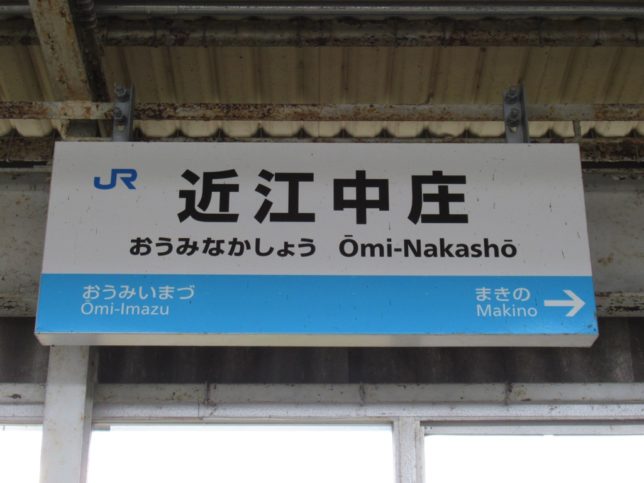 JR 近江中庄
おうみなかしょう Ōmi-Nakashō
おうみいまづ まきの →
Ōmi-Imazu Makino